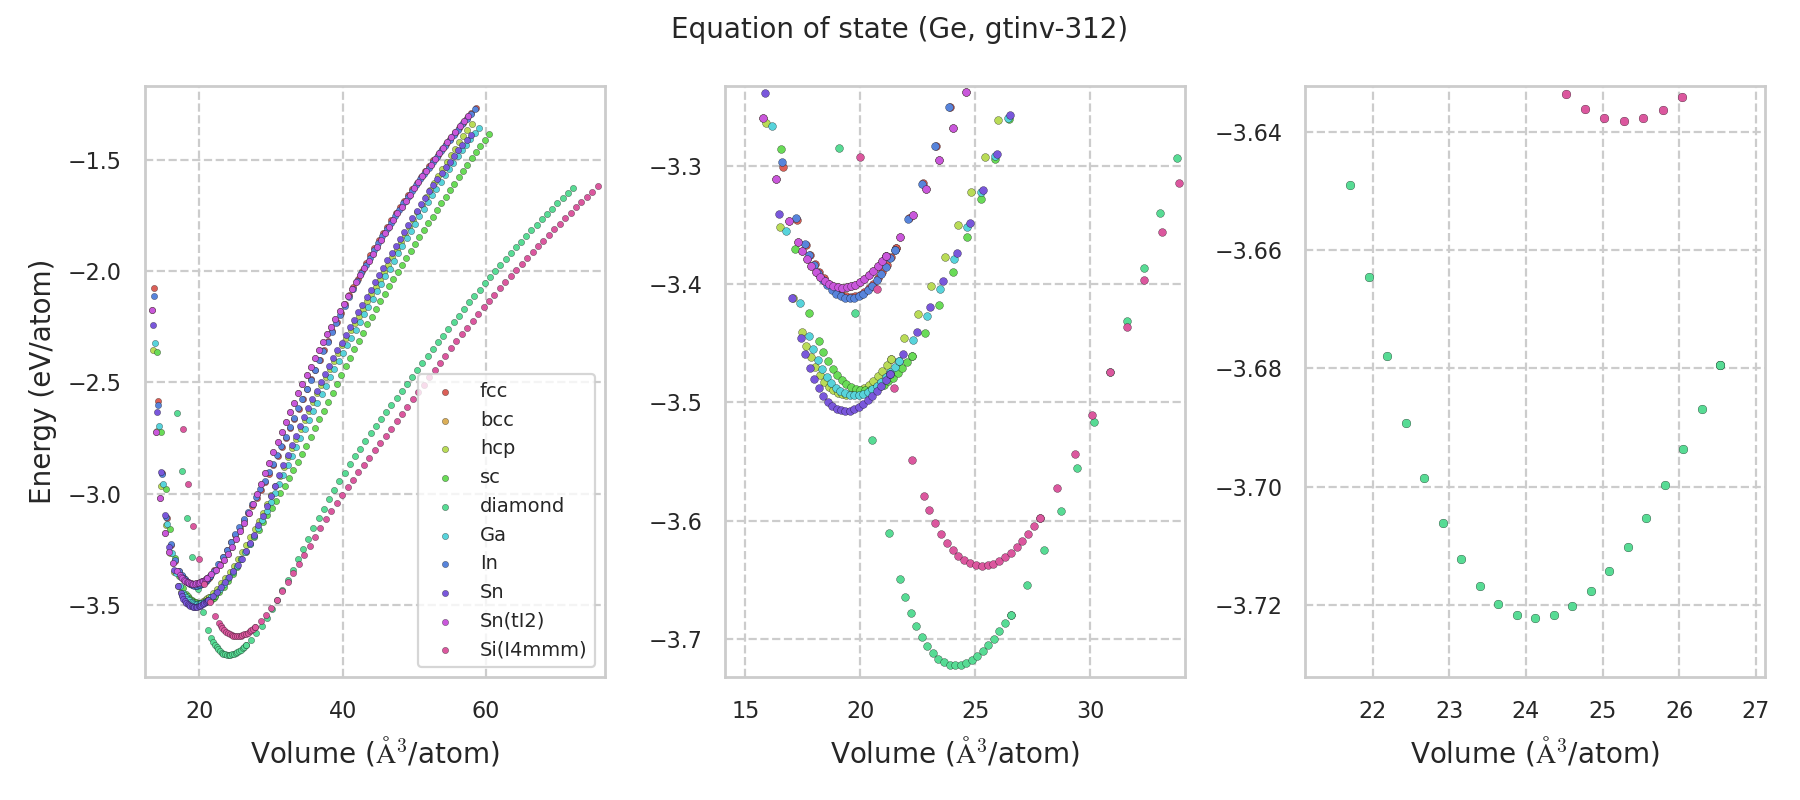 Equation of state (Ge, gtinv-312)
Energy (eV/atom)
−1.5
−2.0
−2.5
−3.0
−3.5
20 40 60
Volume (Å³/atom)
fcc
bcc
hcp
sc
diamond
Ga
In
Sn
Sn(tI2)
Si(I4mmm)
−3.3
−3.4
−3.5
−3.6
−3.7
15 20 25 30
Volume (Å³/atom)
−3.64
−3.66
−3.68
−3.70
−3.72
22 23 24 25 26 27
Volume (Å³/atom)